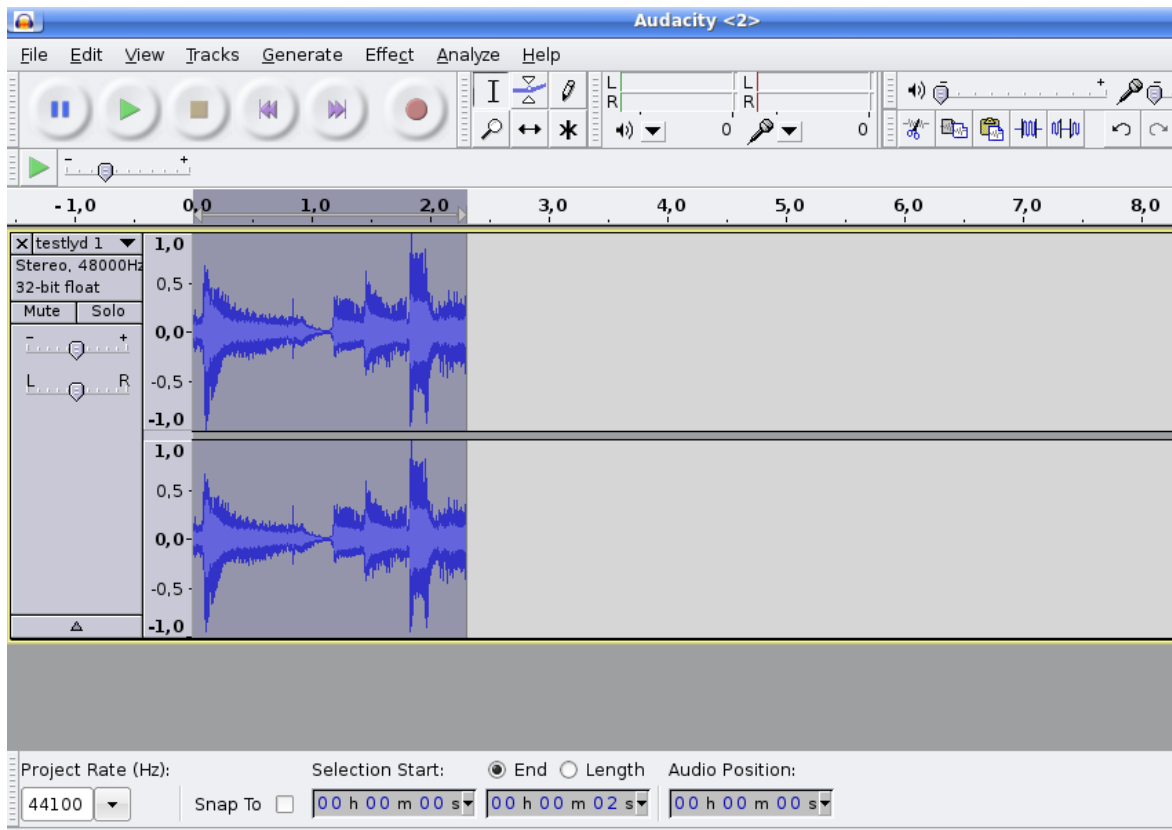 Audacity <2>
File Edit View Tracks Generate Effect Analyze Help
L L
R R
- + 0 0
- +
- 1,0 0,0 1,0 2,0 3,0 4,0 5,0 6,0 7,0 8,0
testlyd 1 1,0
Stereo, 48000Hz
32-bit float 0,5
Mute Solo
- + 0,0
L R -0,5
-1,0
1,0
0,5
0,0
-0,5
-1,0
Project Rate (Hz): Selection Start: End Length Audio Position:
44100 Snap To 00 h 00 m 00 s 00 h 00 m 02 s 00 h 00 m 00 s